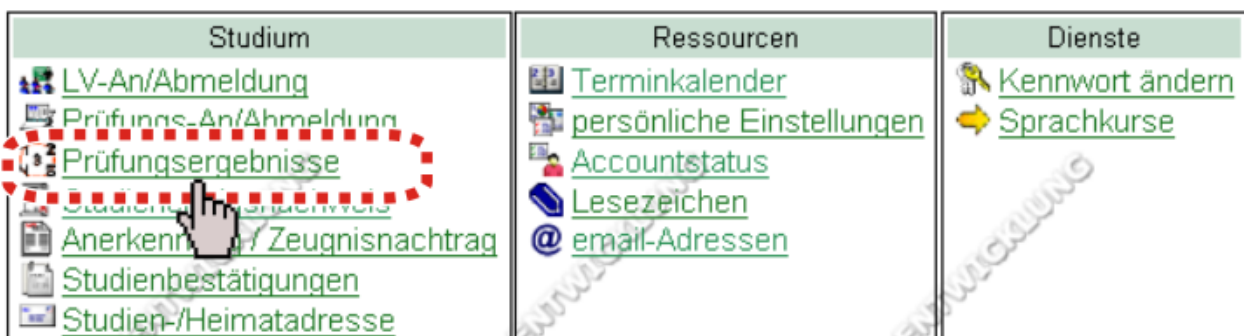 Studium
LV-An/Abmeldung
Prüfungs-An/Abmeldung
Prüfungsergebnisse
Anerkennung / Zeugnisnachtrag
Studienbestätigungen
Studien-/Heimatadresse
Ressourcen
Terminkalender
persönliche Einstellungen
Accountstatus
Lesezeichen
@ email-Adressen
Dienste
Kennwort ändern
Sprachkurse
ENTWICKLUNG